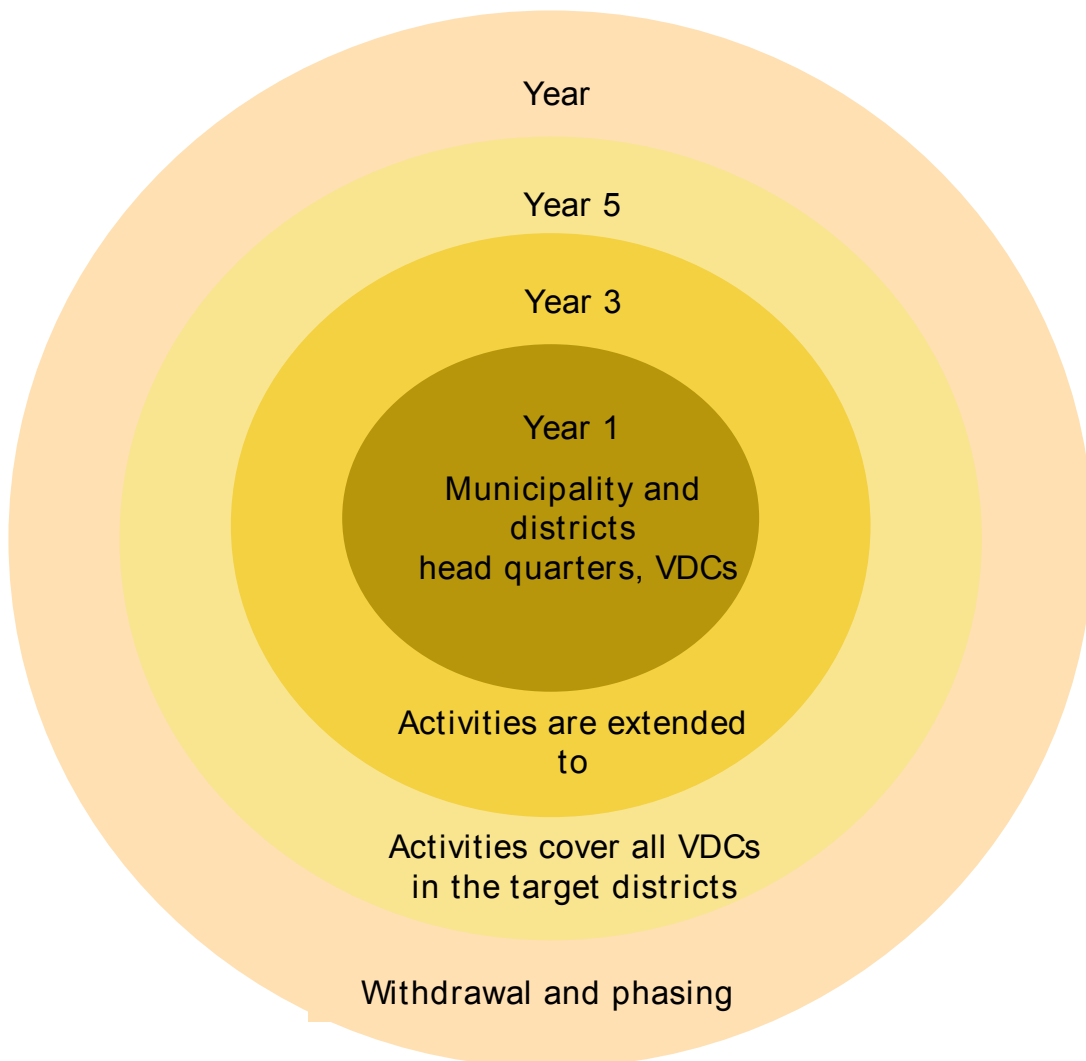 Year
Year 5
Year 3
Year 1
Municipality and
districts
head quarters, VDCs
Activities are extended
to
Activities cover all VDCs
in the target districts
Withdrawal and phasing